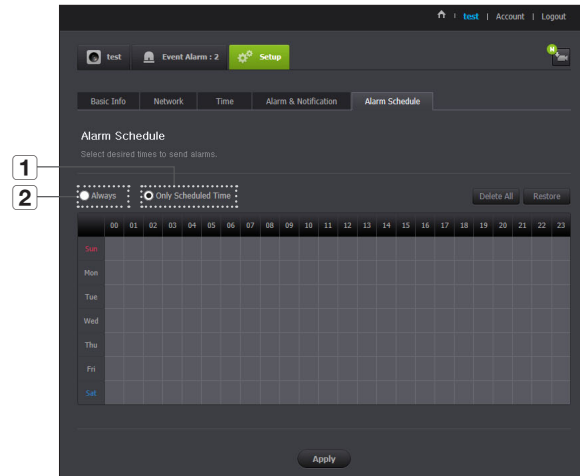 test | Account | Logout
test Event Alarm : 2 Setup N
Basic Info Network Time Alarm & Notification Alarm Schedule
Alarm Schedule
Select desired times to send alarms.
1
2 Always Only Scheduled Time Delete All Restore
00 01 02 03 04 05 06 07 08 09 10 11 12 13 14 15 16 17 18 19 20 21 22 23
Sun
Mon
Tue
Wed
Thu
Fri
Sat
Apply